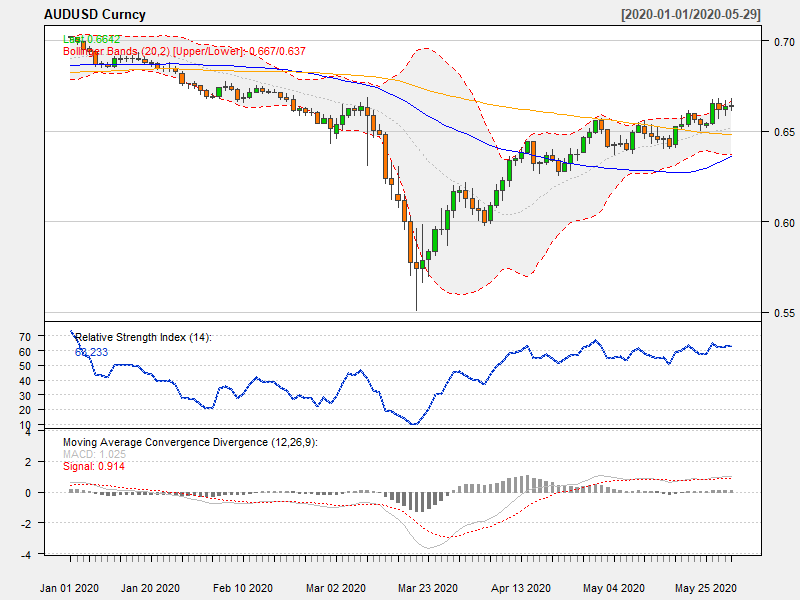 AUDUSD Curncy
[2020-01-01/2020-05-29]
Last 0.6642
Bollinger Bands (20,2) [Upper/Lower]: 0.667/0.637
0.70
0.65
0.60
0.55
Relative Strength Index (14):
70
60
50
40
30
20
10
Moving Average Convergence Divergence (12,26,9):
MACD: 1.025
Signal: 0.914
4
2
0
-2
-4
Jan 01 2020 Jan 20 2020 Feb 10 2020 Mar 02 2020 Mar 23 2020 Apr 13 2020 May 04 2020 May 25 2020